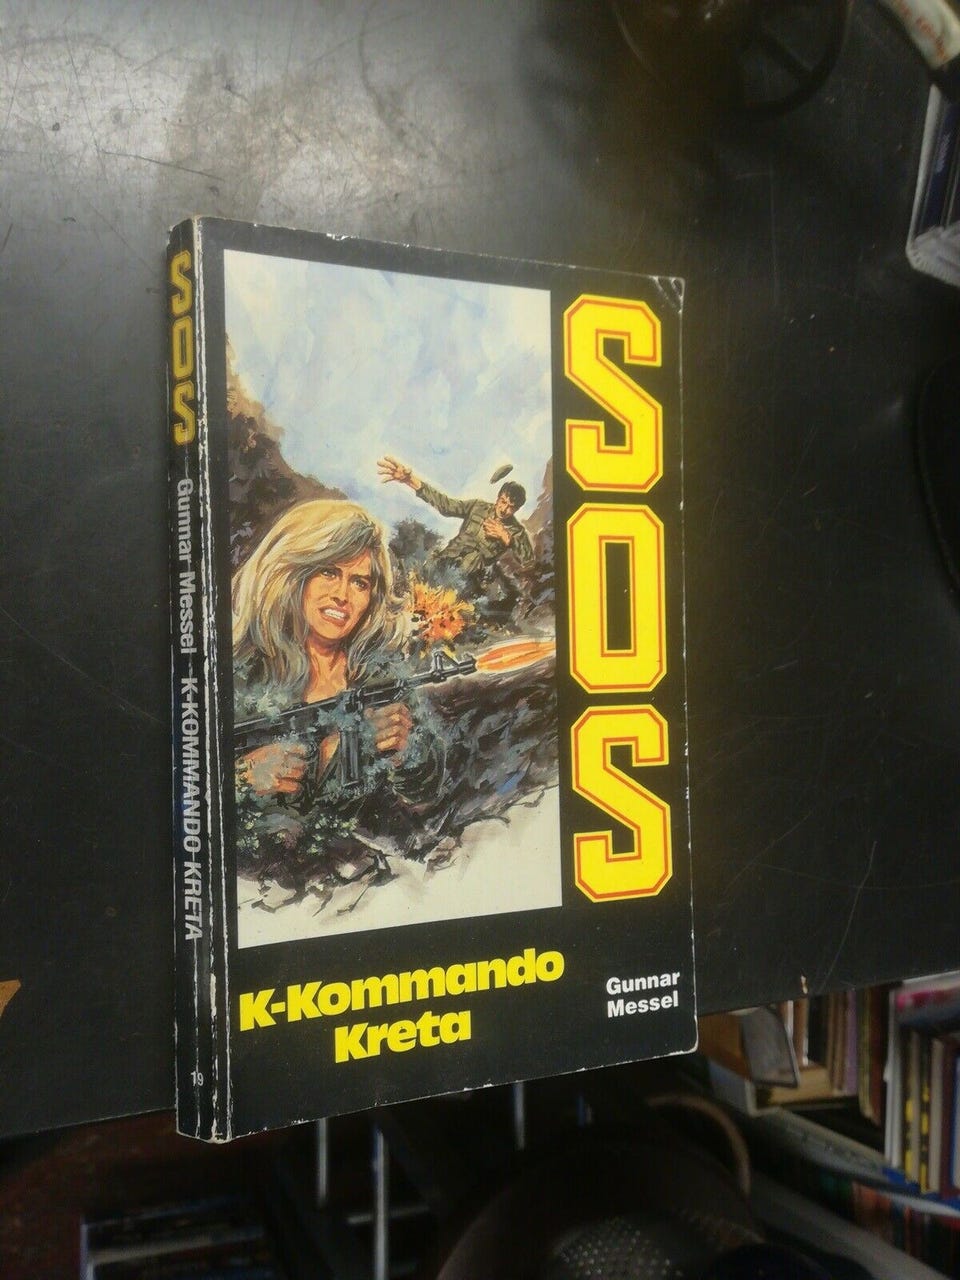 SOS
Gunnar Messel K-KOMMANDO KRETA
19
SOS
K-Kommando
Kreta
Gunnar
Messel